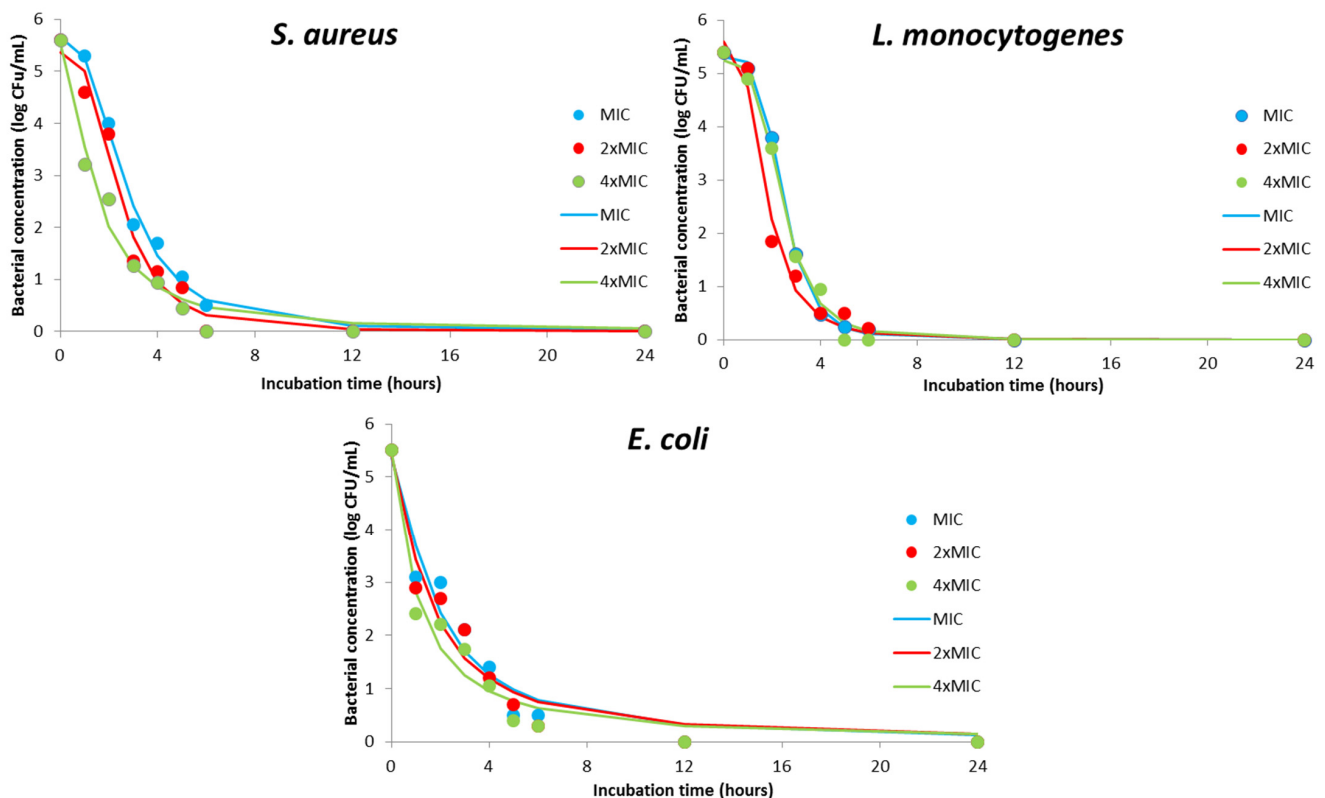 S. aureus
Bacterial concentration (log CFu/mL)
6
5
4
3
2
1
0
0 4 8 12 16 20 24
Incubation time (hours)
MIC
2xMIC
4xMIC
MIC
2xMIC
4xMIC
L. monocytogenes
Bacterial concentration (log CFU/mL)
6
5
4
3
2
1
0
0 4 8 12 16 20 24
Incubation time (hours)
MIC
2xMIC
4xMIC
MIC
2xMIC
4xMIC
E. coli
Bacterial concentration (log CFU/mL)
6
5
4
3
2
1
0
0 4 8 12 16 20 24
Incubation time (hours)
MIC
2xMIC
4xMIC
MIC
2xMIC
4xMIC